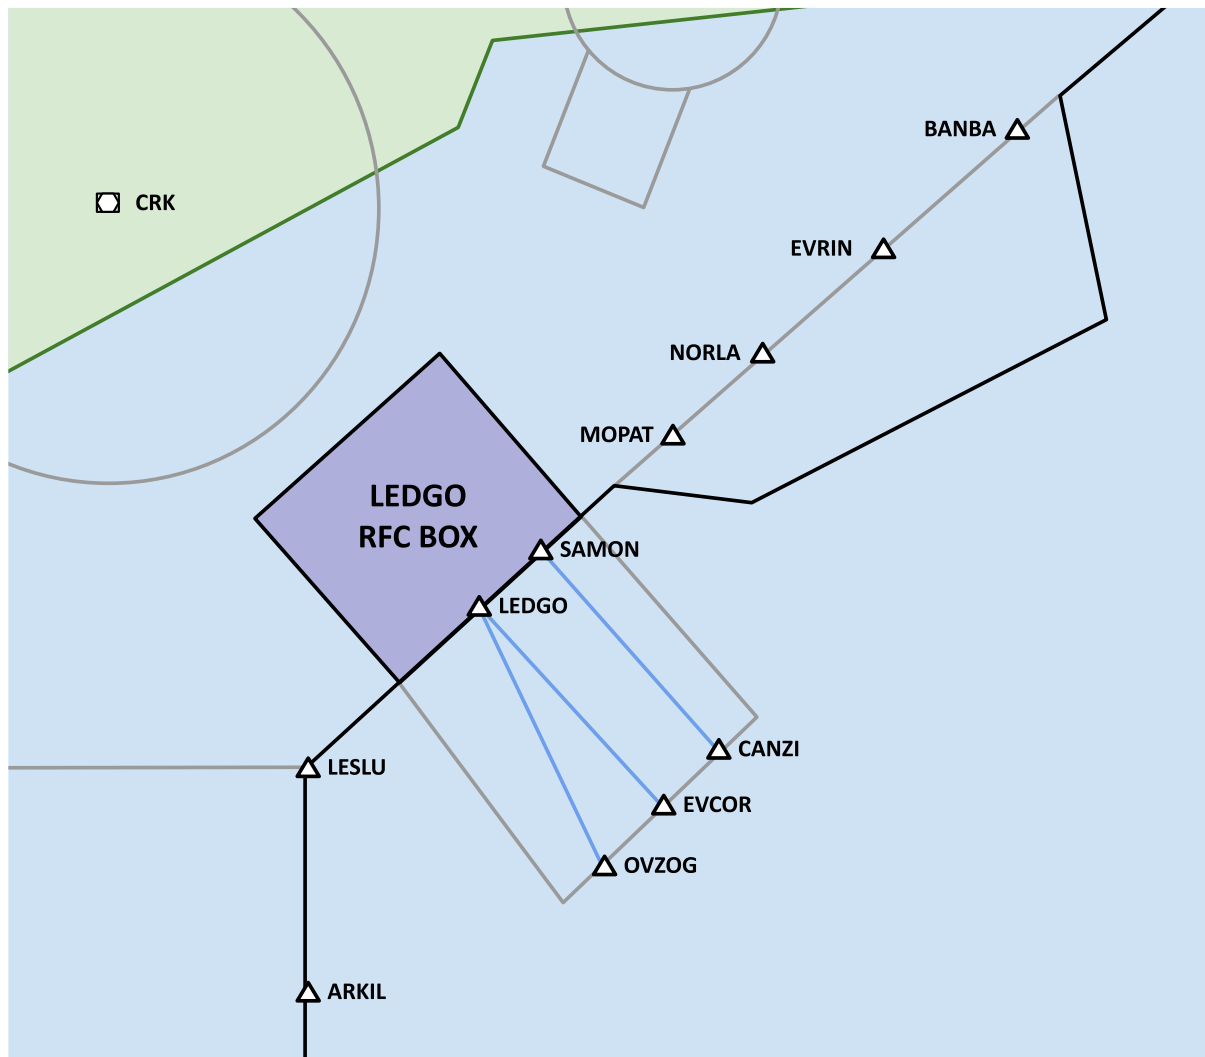 BANBA
CRK
EVRIN
NORLA
MOPAT
LEDGO
RFC BOX
SAMON
LEDGO
CANZI
LESLU
EVCOR
OVZOG
ARKIL